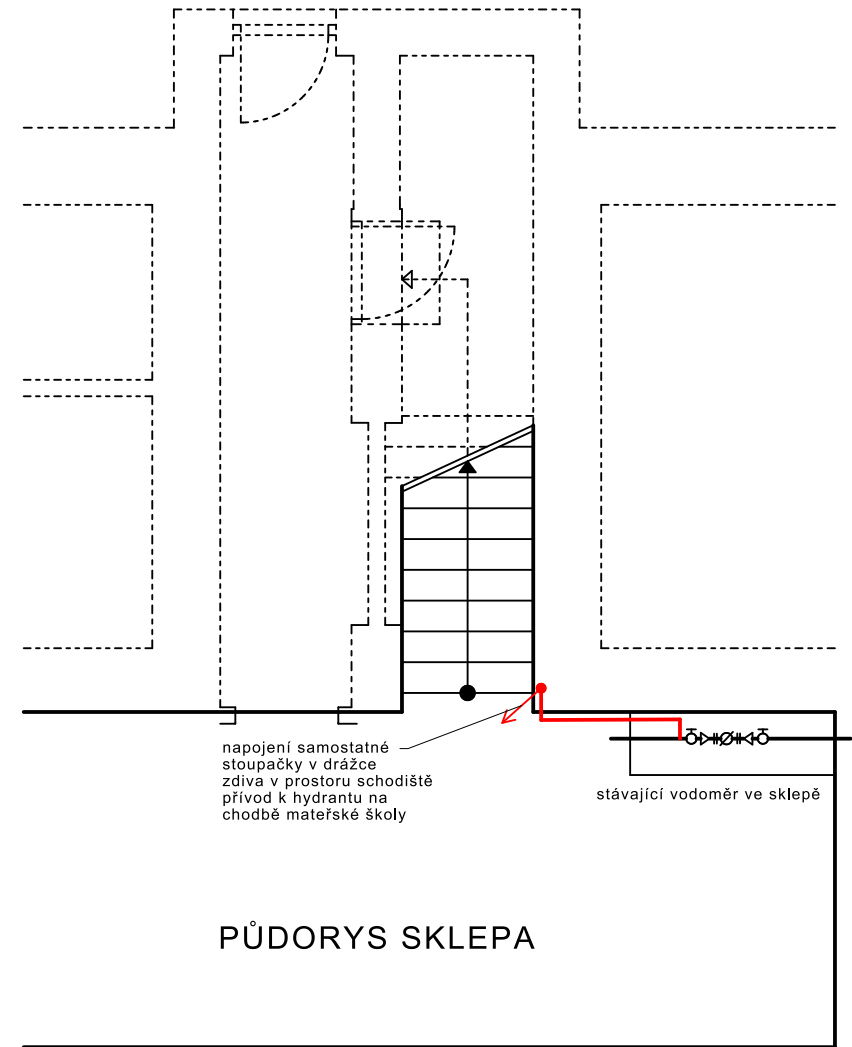 napojení samostatné
stoupačky v drážce
zdiva v prostoru schodiště
přívod k hydrantu na
chodbě mateřské školy
stávající vodoměr ve sklepě
PŮDORYS SKLEPA